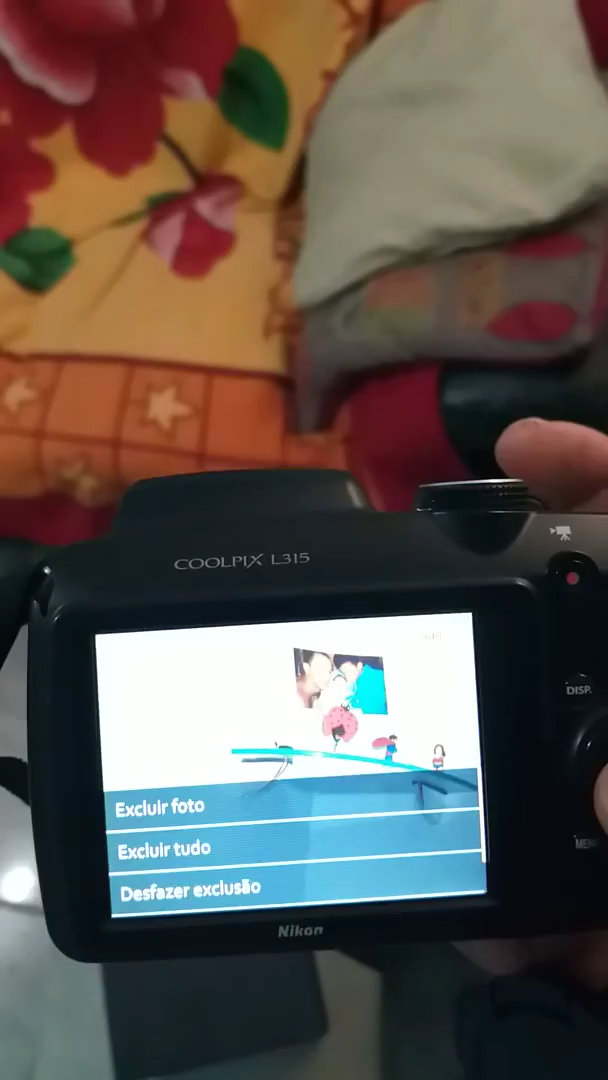 COOLPIX L315
DISP.
Excluir foto
Excluir tudo
Desfazer exclusão
MENU
Nikon